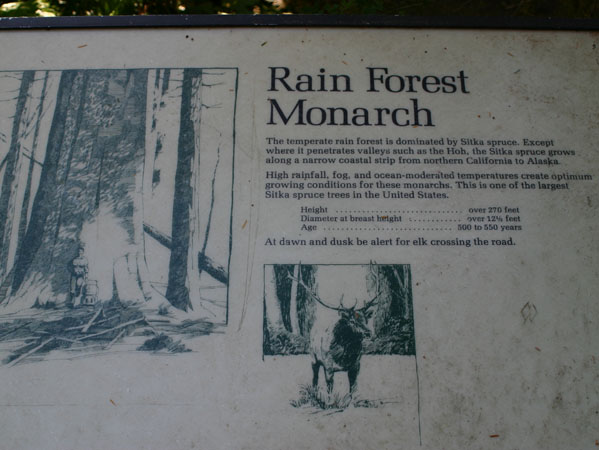 Rain Forest
Monarch
The temperate rain forest is dominated by Sitka spruce. Except
where it penetrates valleys such as the Hoh, the Sitka spruce grows
along a narrow coastal strip from northern California to Alaska.
High rainfall, fog, and ocean-moderated temperatures create optimum
growing conditions for these monarchs. This is one of the largest
Sitka spruce trees in the United States.
Height .............................. over 270 feet
Diameter at breast height .................. over 12⅔ feet
Age .............................. 500 to 550 years
At dawn and dusk be alert for elk crossing the road.